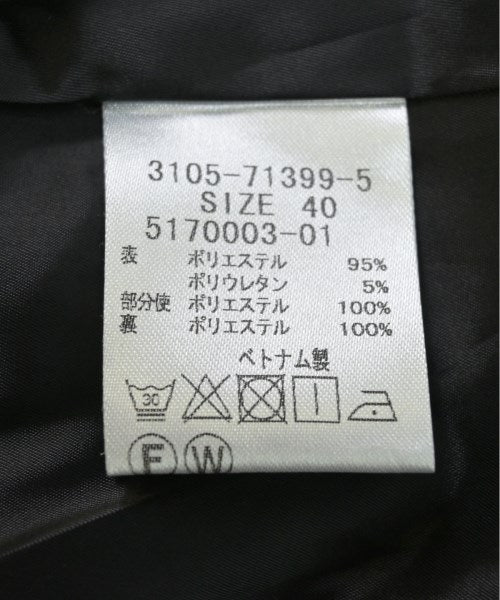 3105-71399-5
SIZE 40
5170003-01
表 ポリエステル 95%
ポリウレタン 5%
部分使 ポリエステル 100%
裏 ポリエステル 100%
ベトナム製
30
F W